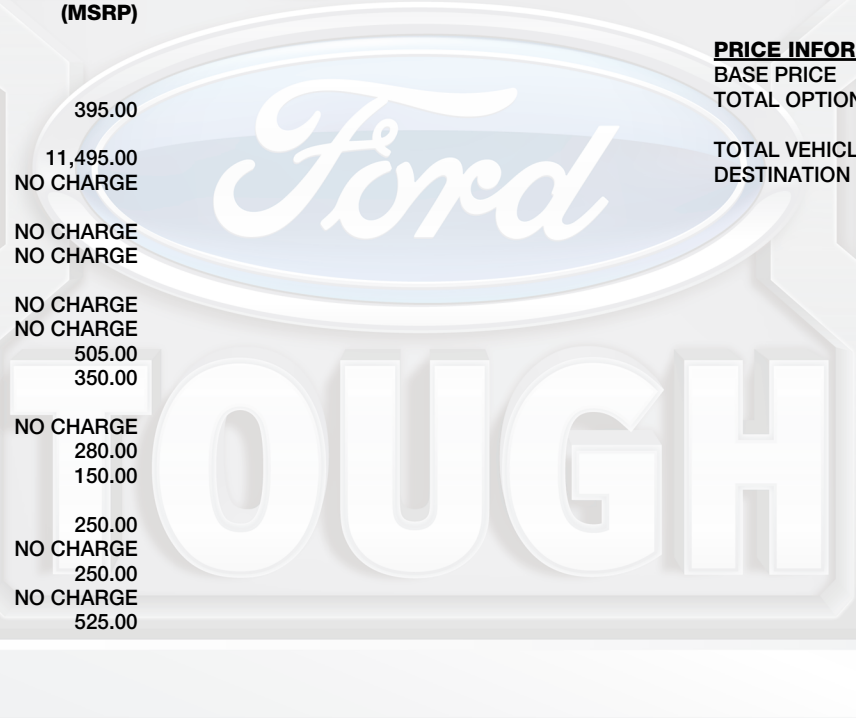 (MSRP)
PRICE INFOR
BASE PRICE
TOTAL OPTION
TOTAL VEHICL
DESTINATION
395.00
11,495.00
NO CHARGE
NO CHARGE
NO CHARGE
NO CHARGE
NO CHARGE
505.00
350.00
NO CHARGE
280.00
150.00
250.00
NO CHARGE
250.00
NO CHARGE
525.00
Ford
TOUGH